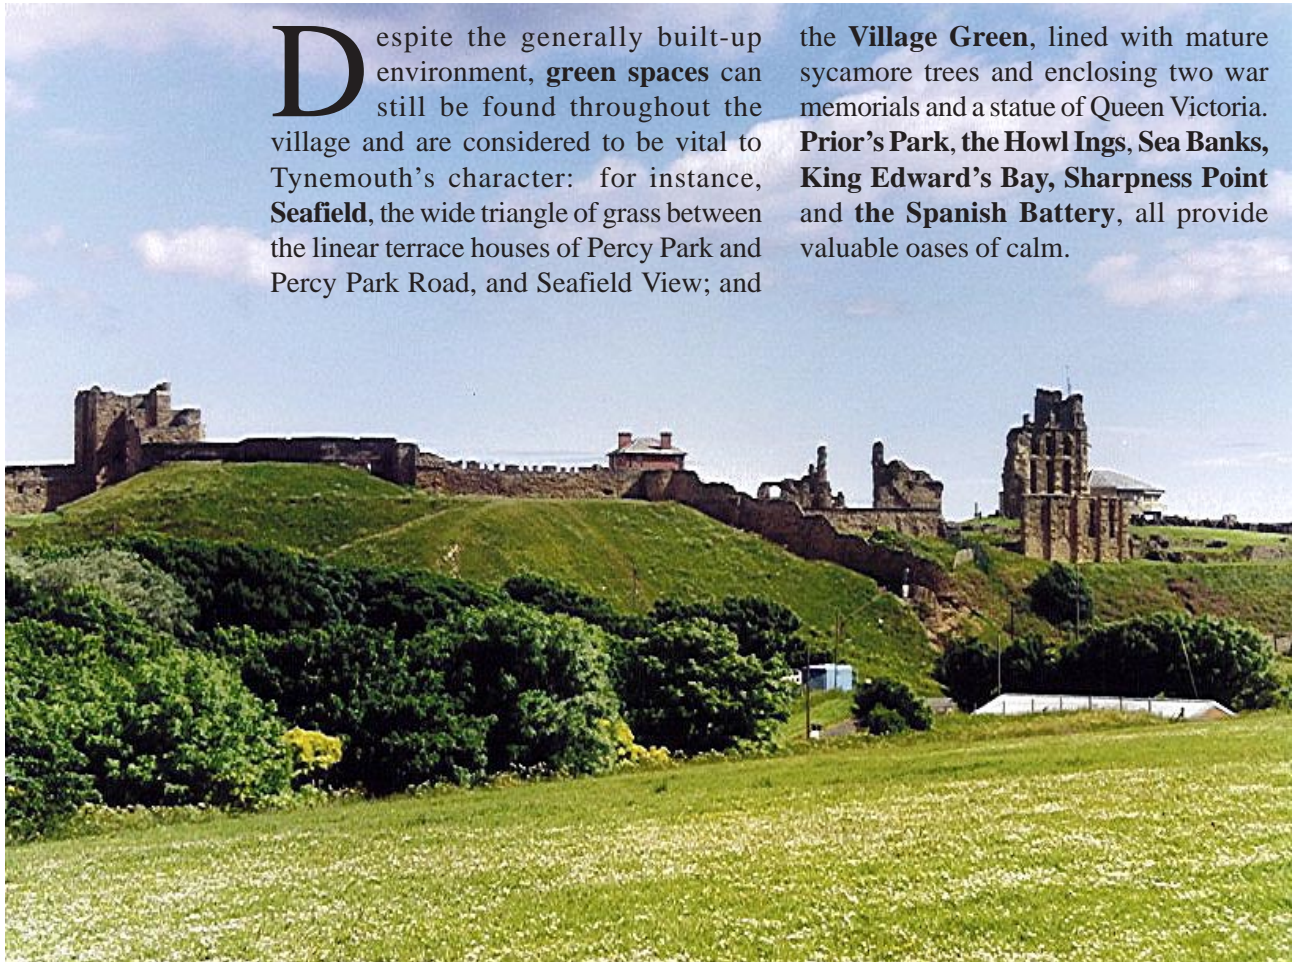 Despite the generally built-up
environment, green spaces can
still be found throughout the
village and are considered to be vital to
Tynemouth's character: for instance,
Seafield, the wide triangle of grass between
the linear terrace houses of Percy Park and
Percy Park Road, and Seafield View; and
the Village Green, lined with mature
sycamore trees and enclosing two war
memorials and a statue of Queen Victoria.
Prior's Park, the Howl Ings, Sea Banks,
King Edward's Bay, Sharpness Point
and the Spanish Battery, all provide
valuable oases of calm.